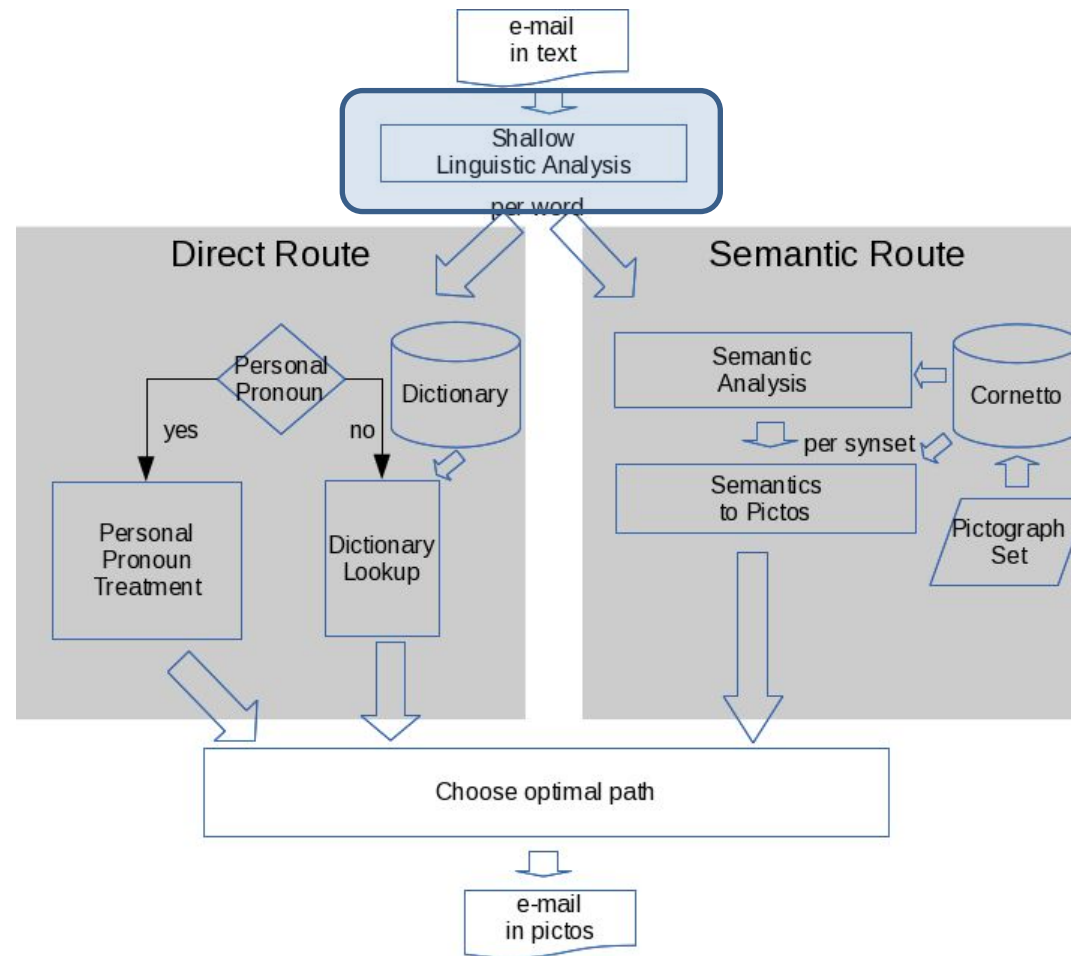 e-mail
in text
Shallow
Linguistic Analysis
per word
Direct Route
Personal
Pronoun
Dictionary
yes
no
Personal
Pronoun
Treatment
Dictionary
Lookup
Semantic Route
Semantic
Analysis
Cornetto
per synset
Semantics
to Pictos
Pictograph
Set
Choose optimal path
e-mail
in pictos